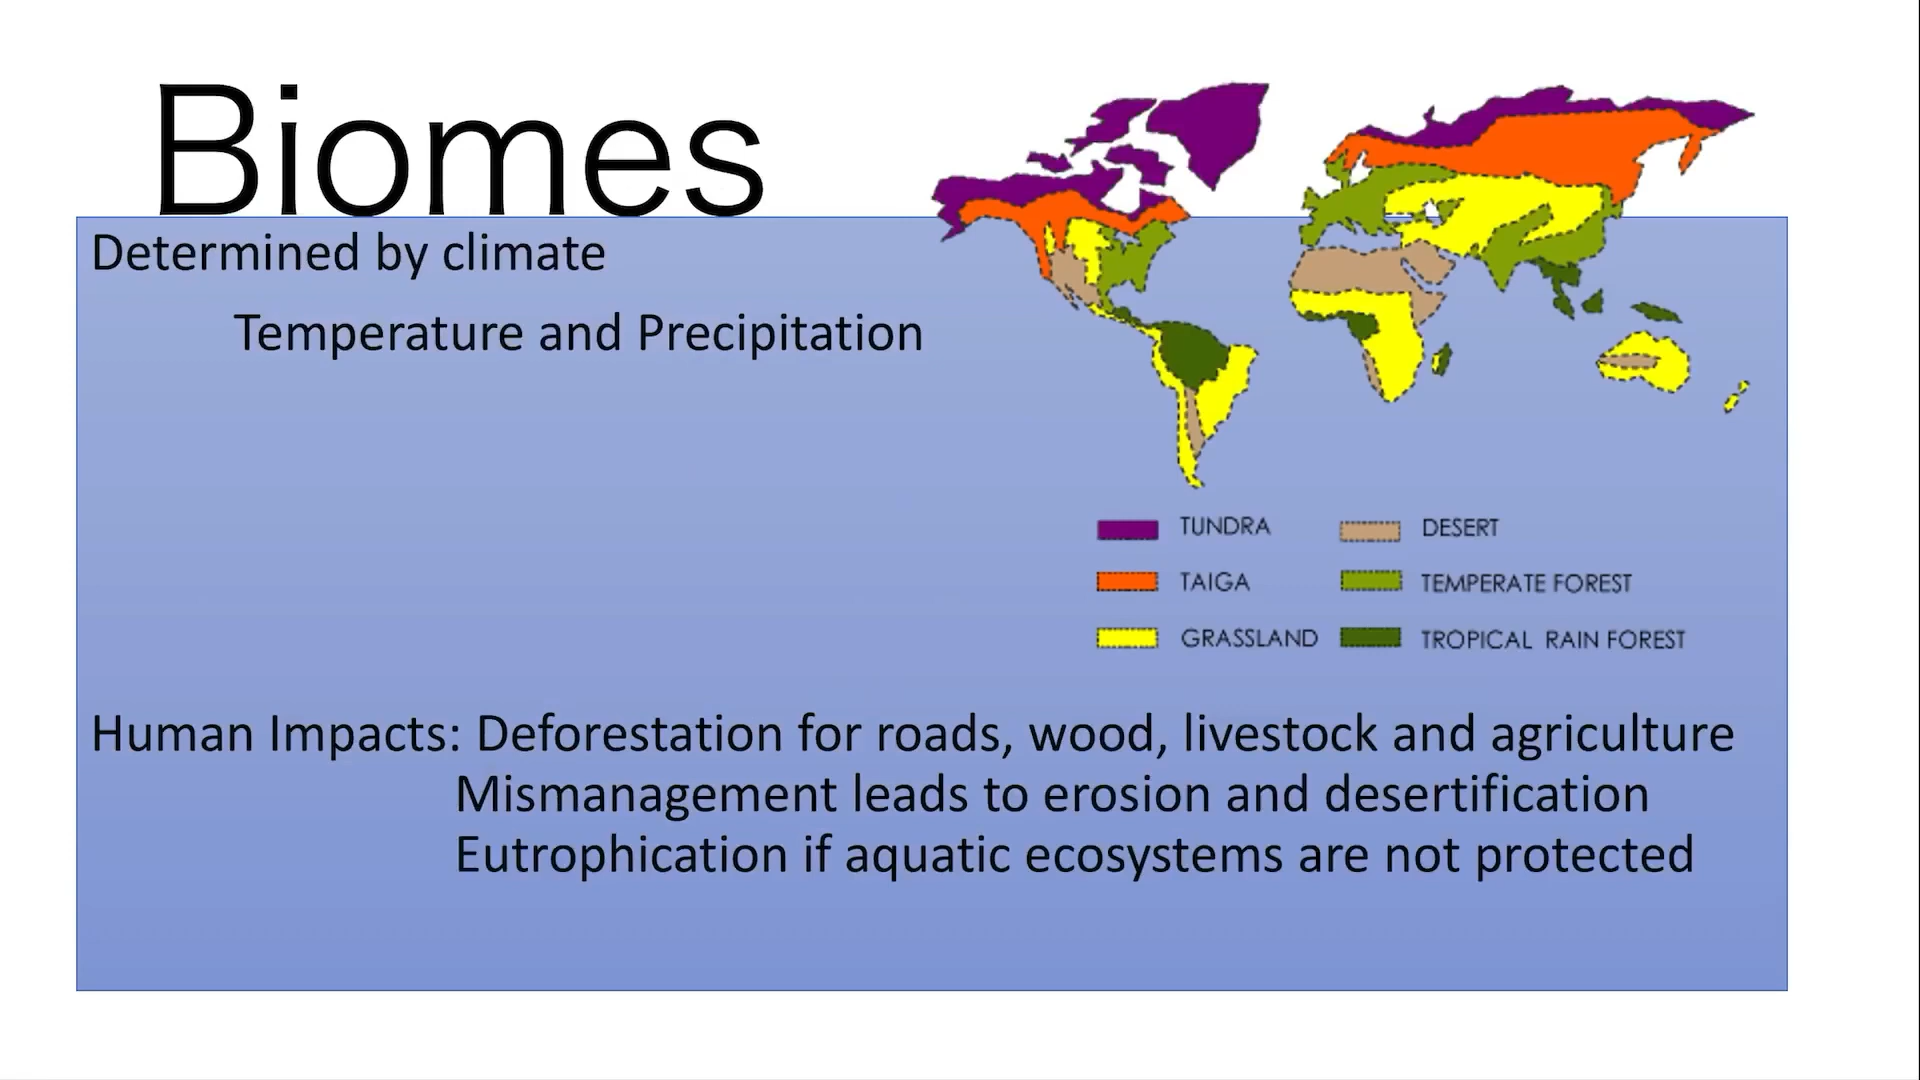 Biomes
Determined by climate
Temperature and Precipitation
TUNDRA
DESERT
TAIGA
TEMPERATE FOREST
GRASSLAND
TROPICAL RAIN FOREST
Human Impacts: Deforestation for roads, wood, livestock and agriculture
Mismanagement leads to erosion and desertification
Eutrophication if aquatic ecosystems are not protected